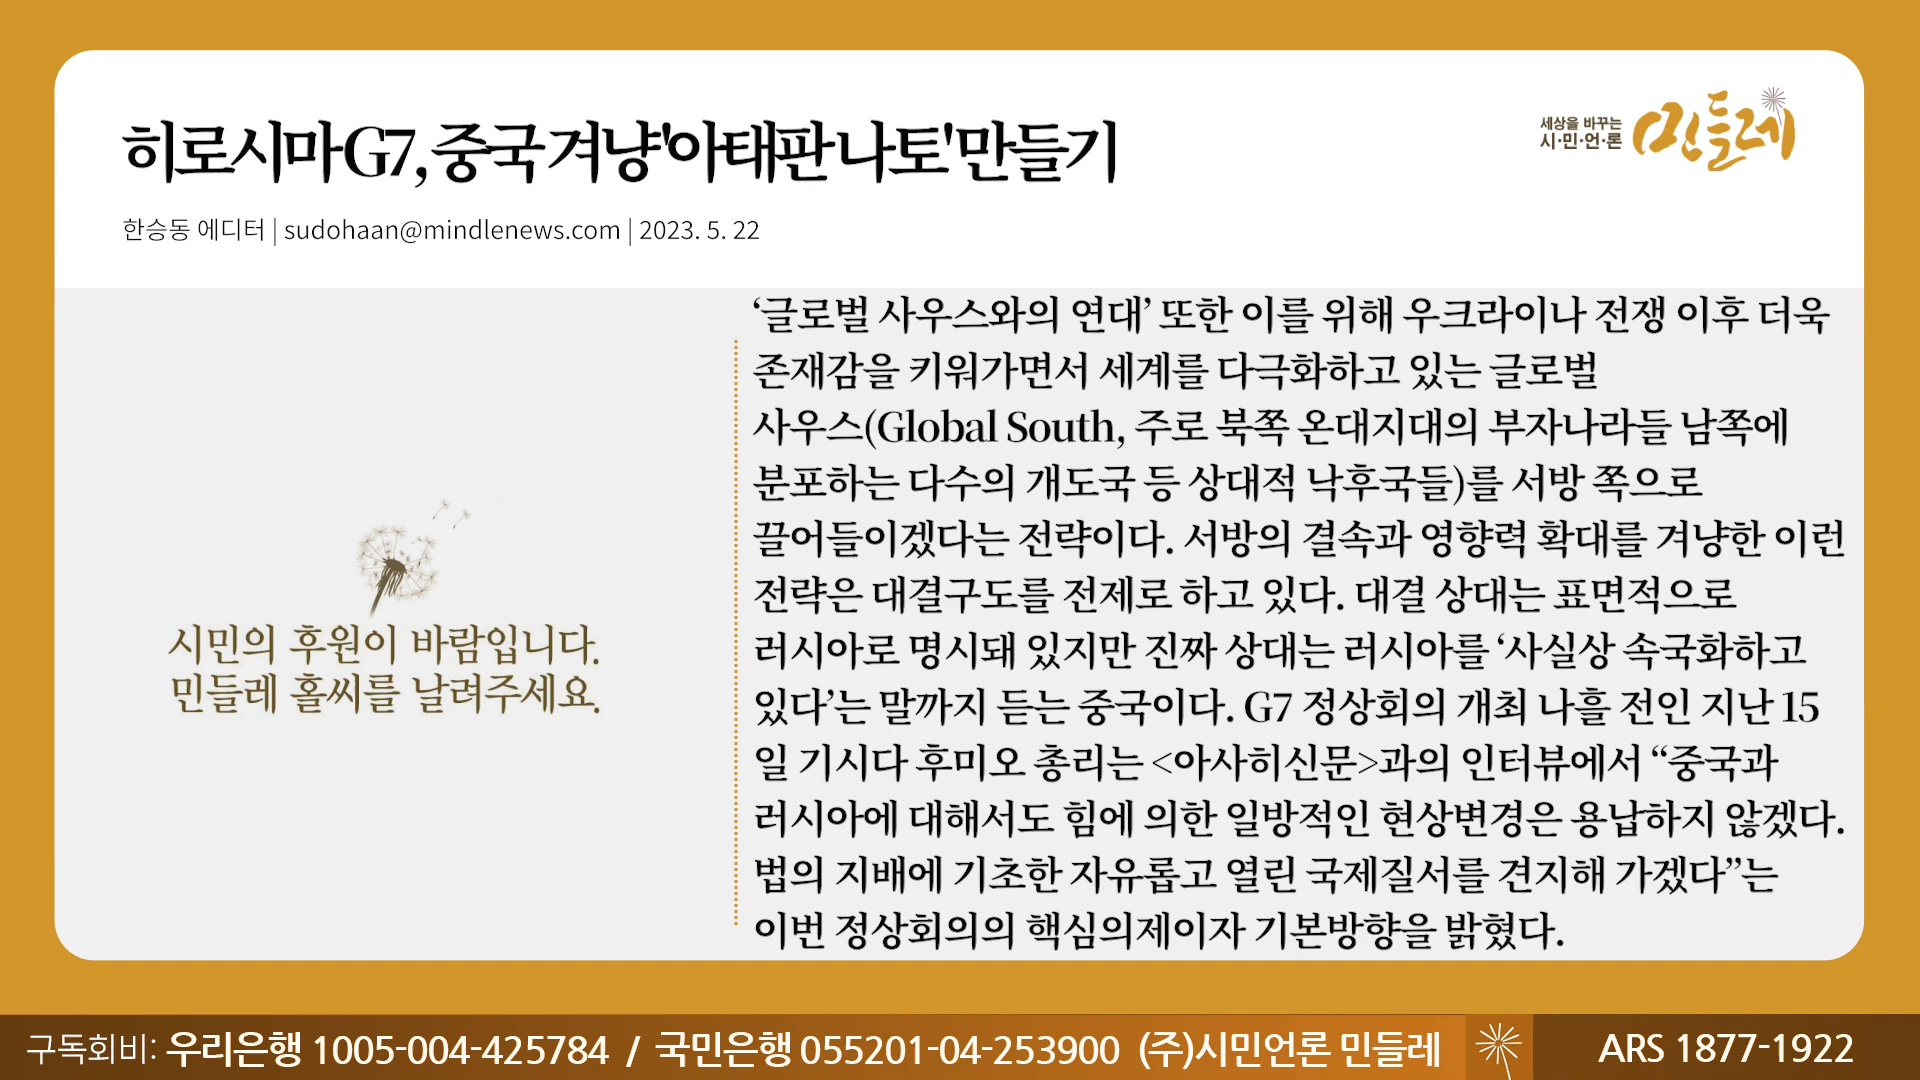 히로시마 G7, 중국 겨냥 '아태판 나토' 만들기
세상을 바꾸는
시·민·언·론
민들레
한승동 에디터 | sudohaan@mindlenews.com | 2023. 5. 22
‘글로벌 사우스와의 연대’ 또한 이를 위해 우크라이나 전쟁 이후 더욱
존재감을 키워가면서 세계를 다극화하고 있는 글로벌
사우스(Global South, 주로 북쪽 온대지대의 부자나라들 남쪽에
분포하는 다수의 개도국 등 상대적 낙후국들)를 서방 쪽으로
끌어들이겠다는 전략이다. 서방의 결속과 영향력 확대를 겨냥한 이런
전략은 대결구도를 전제로 하고 있다. 대결 상대는 표면적으로
러시아로 명시돼 있지만 진짜 상대는 러시아를 ‘사실상 속국화하고
있다’는 말까지 듣는 중국이다. G7 정상회의 개최 나흘 전인 지난 15
일 기시다 후미오 총리는 <아사히신문>과의 인터뷰에서 “중국과
러시아에 대해서도 힘에 의한 일방적인 현상변경은 용납하지 않겠다.
법의 지배에 기초한 자유롭고 열린 국제질서를 견지해 가겠다”는
이번 정상회의의 핵심의제이자 기본방향을 밝혔다.
시민의 후원이 바람입니다.
민들레 홀씨를 날려주세요.
구독회비: 우리은행 1005-004-425784 / 국민은행 055201-04-253900 (주)시민언론 민들레
ARS 1877-1922